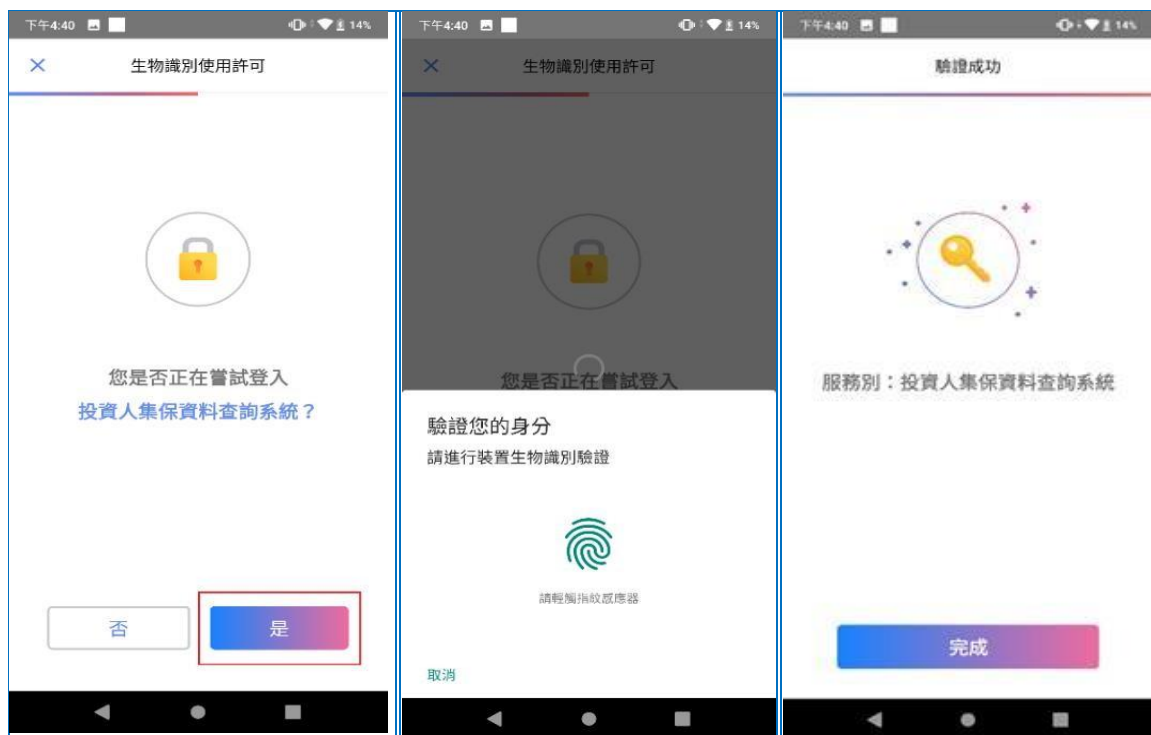 下午4:40
14%
生物識別使用許可
您是否正在嘗試登入
投資人集保資料查詢系統？
否
是
下午4:40
14%
生物識別使用許可
您是否正在嘗試登入
驗證您的身分
請進行裝置生物識別驗證
請輕觸指紋感應器
取消
下午4:40
14%
驗證成功
服務別：投資人集保資料查詢系統
完成